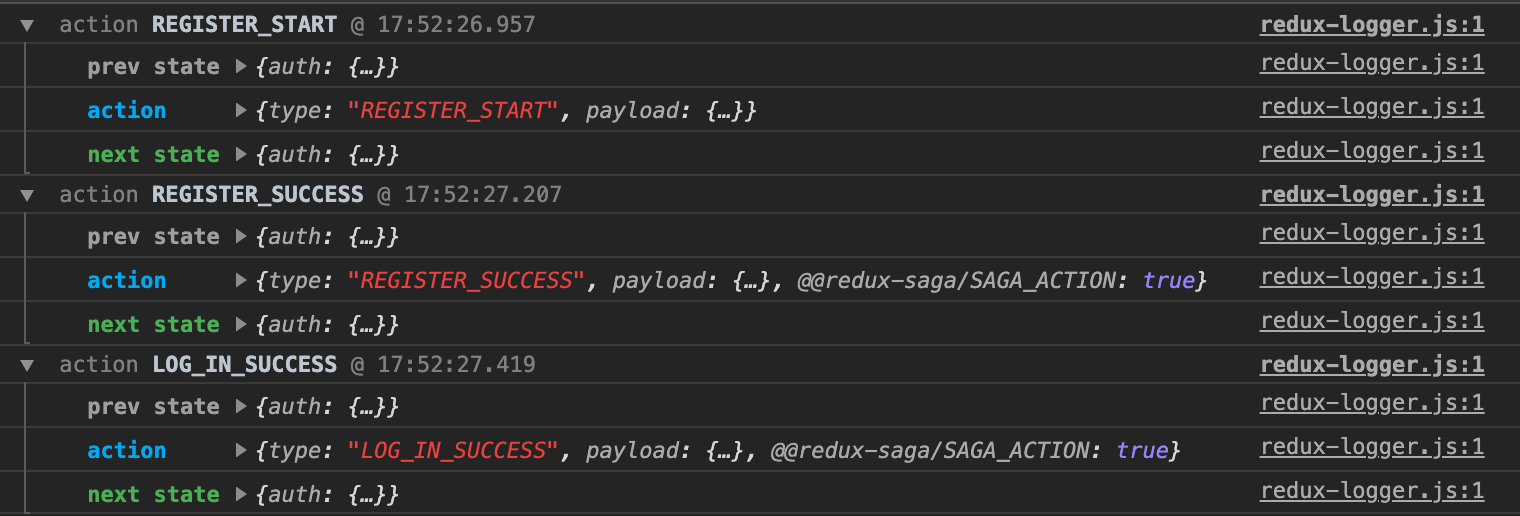 ▼ action REGISTER_START @ 17:52:26.957 redux-logger.js:1
prev state ▶ {auth: {…}} redux-logger.js:1
action ▶ {type: "REGISTER_START", payload: {…}} redux-logger.js:1
next state ▶ {auth: {…}} redux-logger.js:1
▼ action REGISTER_SUCCESS @ 17:52:27.207 redux-logger.js:1
prev state ▶ {auth: {…}} redux-logger.js:1
action ▶ {type: "REGISTER_SUCCESS", payload: {…}, @@redux-saga/SAGA_ACTION: true} redux-logger.js:1
next state ▶ {auth: {…}} redux-logger.js:1
▼ action LOG_IN_SUCCESS @ 17:52:27.419 redux-logger.js:1
prev state ▶ {auth: {…}} redux-logger.js:1
action ▶ {type: "LOG_IN_SUCCESS", payload: {…}, @@redux-saga/SAGA_ACTION: true} redux-logger.js:1
next state ▶ {auth: {…}} redux-logger.js:1